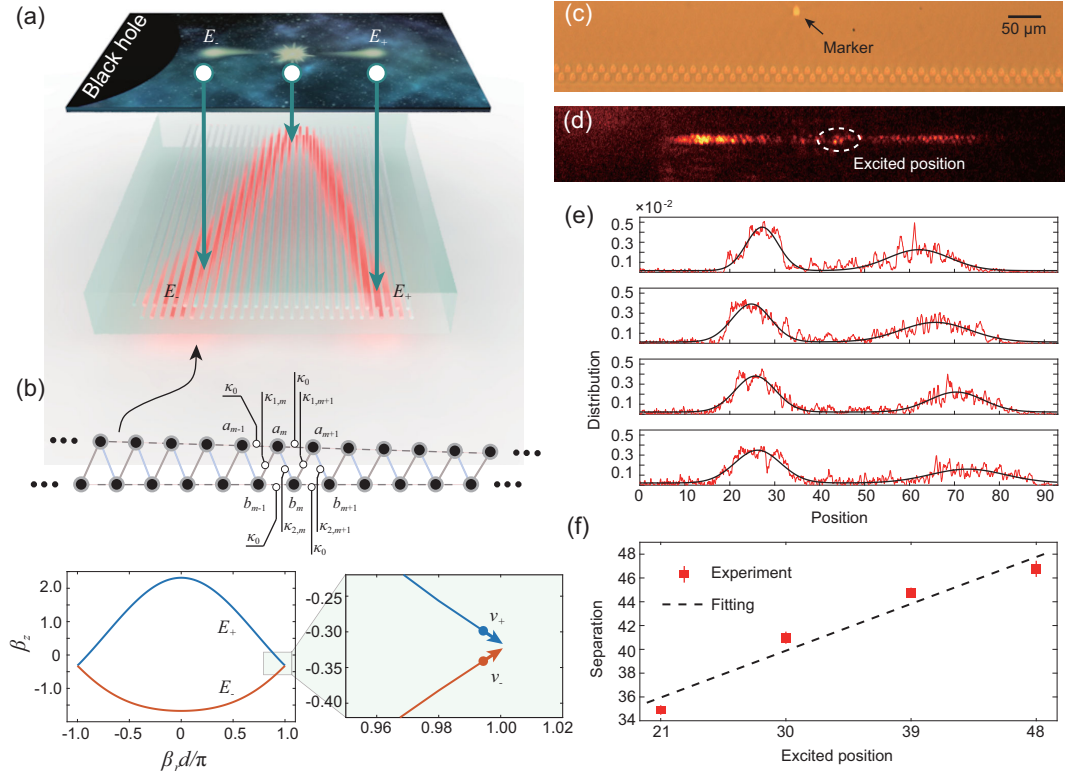 (a)
Black hole
E-
E+
E-
E+
(b)
κ0
κ1,m
κ0
κ1,m+1
am-1
am
am+1
bm-1
bm
bm+1
κ0
κ2,m
κ0
κ2,m+1
βz
2.0
1.0
0
-1.0
E+
E-
-1.0
-0.5
0
0.5
1.0
βrd/π
-0.25
-0.30
-0.35
-0.40
v+
v-
0.96
0.98
1.00
1.02
(c)
Marker
50 µm
(d)
Excited position
(e)
×10-2
0.5
0.3
0.1
0.5
0.3
0.1
0.5
0.3
0.1
0.5
0.3
0.1
Distribution
0 10 20 30 40 50 60 70 80 90
Position
(f)
Separation
48
46
44
42
40
38
36
34
Experiment
Fitting
21 30 39 48
Excited position